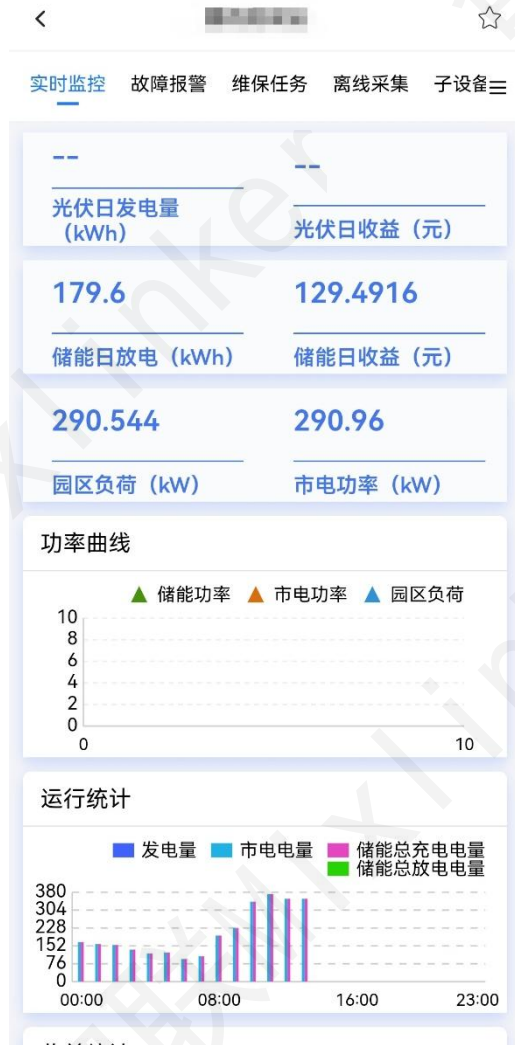 实时监控 故障报警 维保任务 离线采集 子设备
-- --
光伏日发电量
(kWh) 光伏日收益（元）
179.6 129.4916
储能日放电（kWh） 储能日收益（元）
290.544 290.96
园区负荷（kW） 市电功率（kW）
功率曲线
储能功率 市电功率 园区负荷
10
8
6
4
2
0
0 10
运行统计
发电量 市电电量 储能总充电电量
储能总放电电量
380
304
228
152
76
0
00:00 08:00 16:00 23:00